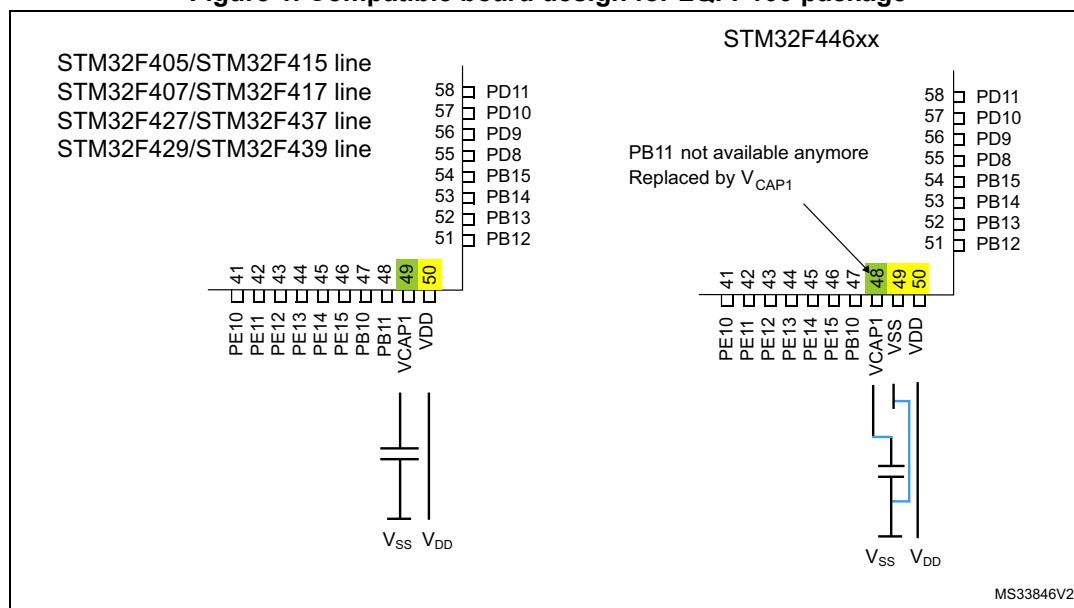 Figure 1. Compatible board design for LQFP100 package
STM32F405/STM32F415 line
STM32F407/STM32F417 line
STM32F427/STM32F437 line
STM32F429/STM32F439 line
58 PD11
57 PD10
56 PD9
55 PD8
54 PB15
53 PB14
52 PB13
51 PB12
41 42 43 44 45 46 47 48 49 50
PE10 PE11 PE12 PE13 PE14 PE15 PB10 PB11 VCAP1 VDD
VSS VDD
STM32F446xx
PB11 not available anymore
Replaced by VCAP1
58 PD11
57 PD10
56 PD9
55 PD8
54 PB15
53 PB14
52 PB13
51 PB12
41 42 43 44 45 46 47 48 49 50
PE10 PE11 PE12 PE13 PE14 PE15 PB10 VCAP1 VSS VDD
VSS VDD
MS33846V2